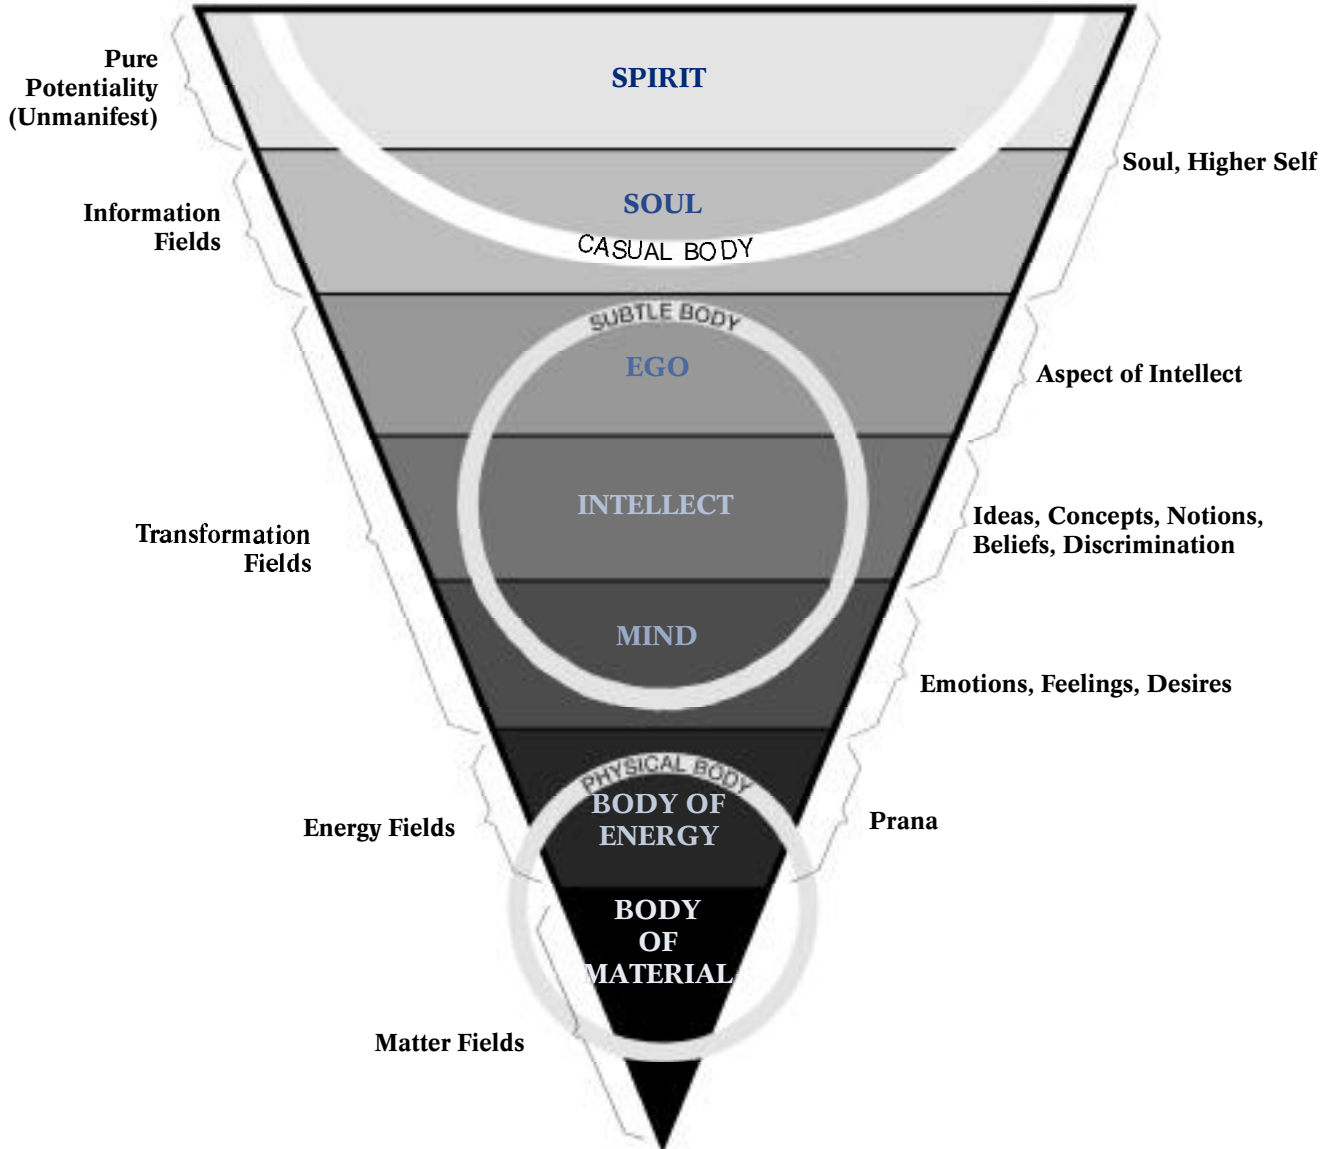 Pure
Potentiality
(Unmanifest)
SPIRIT
Soul, Higher Self
Information
Fields
SOUL
CASUAL BODY
SUBTLE BODY
EGO
Aspect of Intellect
INTELLECT
Ideas, Concepts, Notions,
Beliefs, Discrimination
Transformation
Fields
MIND
Emotions, Feelings, Desires
PHYSICAL BODY
BODY OF
ENERGY
Energy Fields
Prana
BODY
OF
MATERIAL
Matter Fields